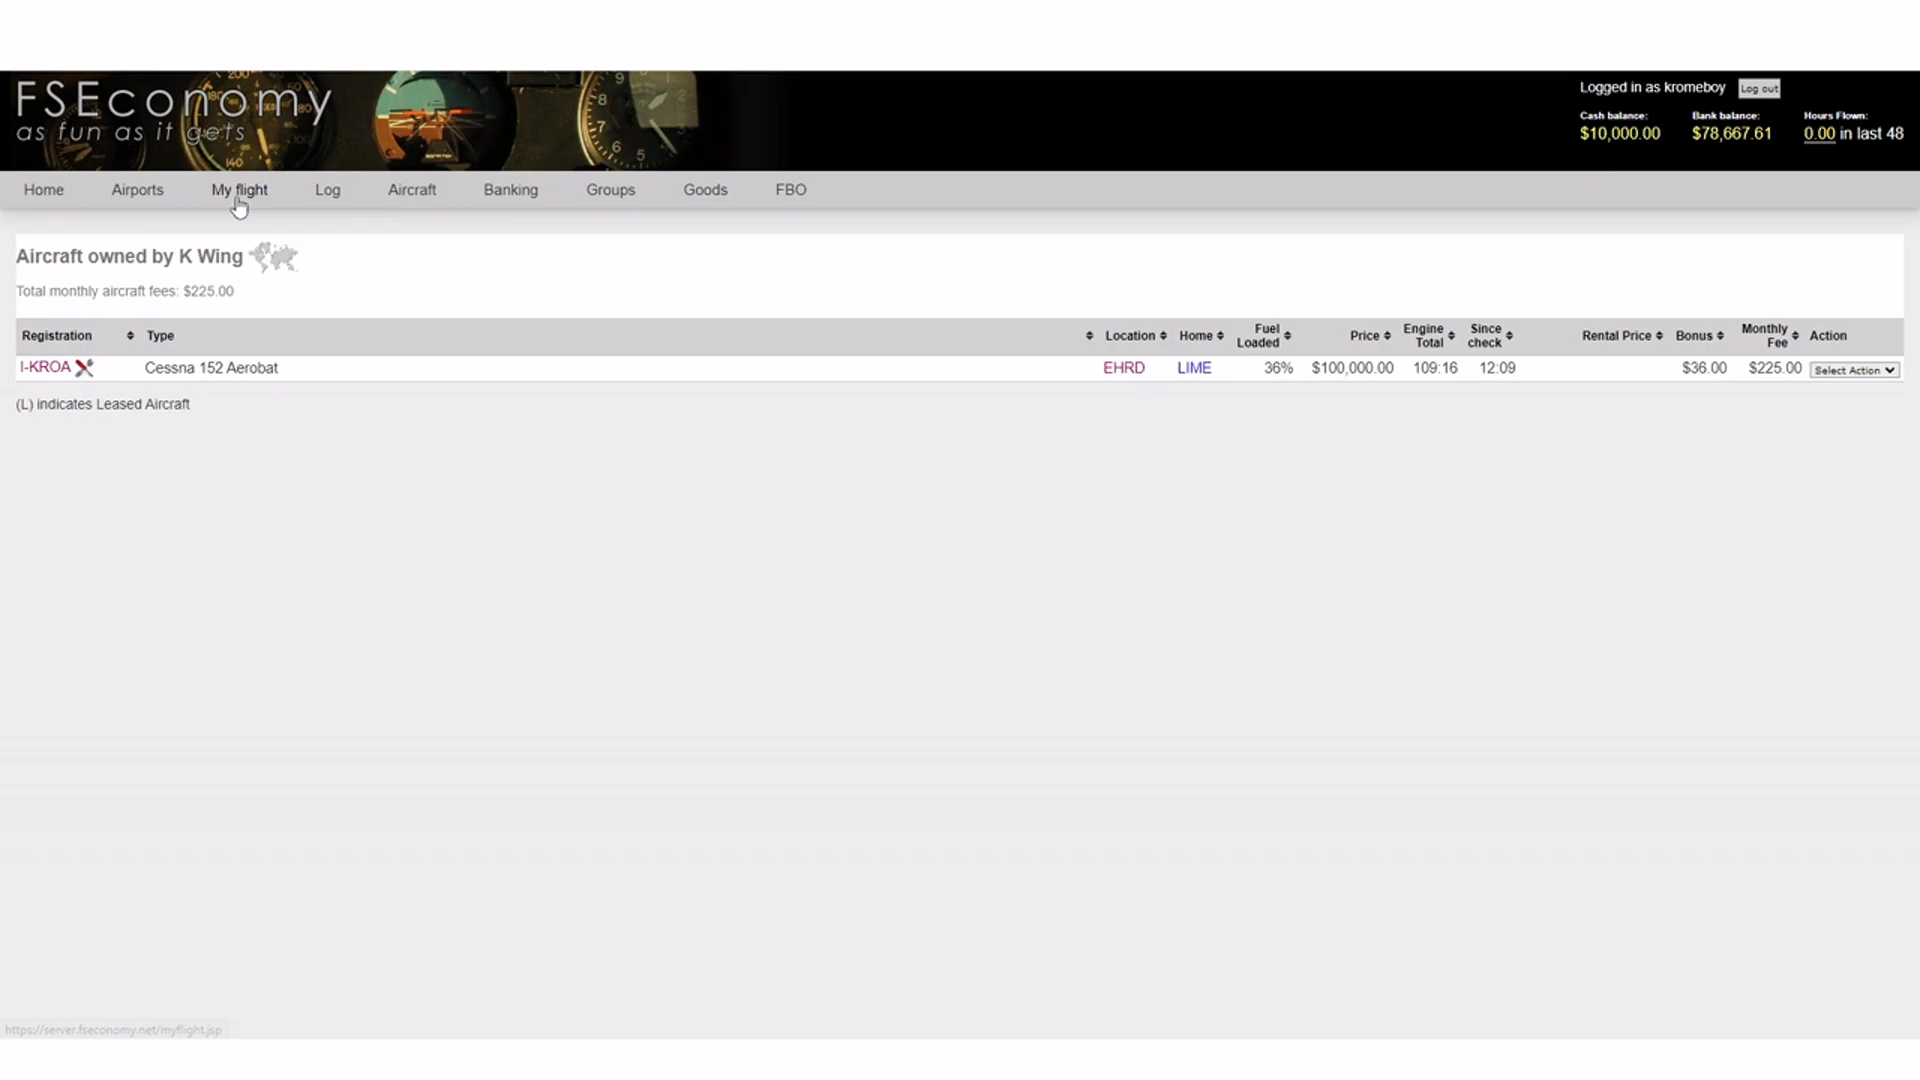 FSEconomy
as fun as it gets
Logged in as kromeboy Log out
Cash balance: Bank balance: Hours Flown:
$10,000.00 $78,667.61 0.00 in last 48
Home Airports My flight Log Aircraft Banking Groups Goods FBO
Aircraft owned by K Wing
Total monthly aircraft fees: $225.00
Registration Type Location Home Fuel Loaded Price Engine Total Since check Rental Price Bonus Monthly Fee Action
I-KROA Cessna 152 Aerobat EHRD LIME 36% $100,000.00 109:16 12:09 $36.00 $225.00 Select Action
(L) indicates Leased Aircraft
https://server.fseconomy.net/myflight.jsp